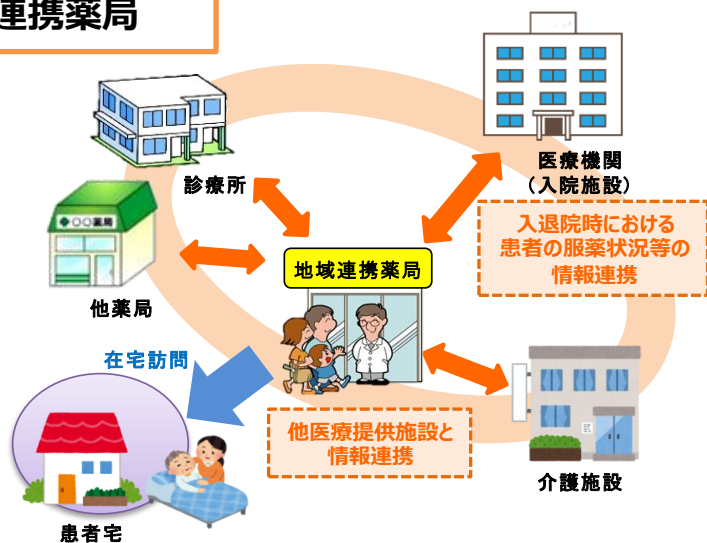 連携薬局
診療所
医療機関
（入院施設）
入退院時における
患者の服薬状況等の
情報連携
○○薬局
地域連携薬局
他薬局
在宅訪問
他医療提供施設と
情報連携
介護施設
患者宅